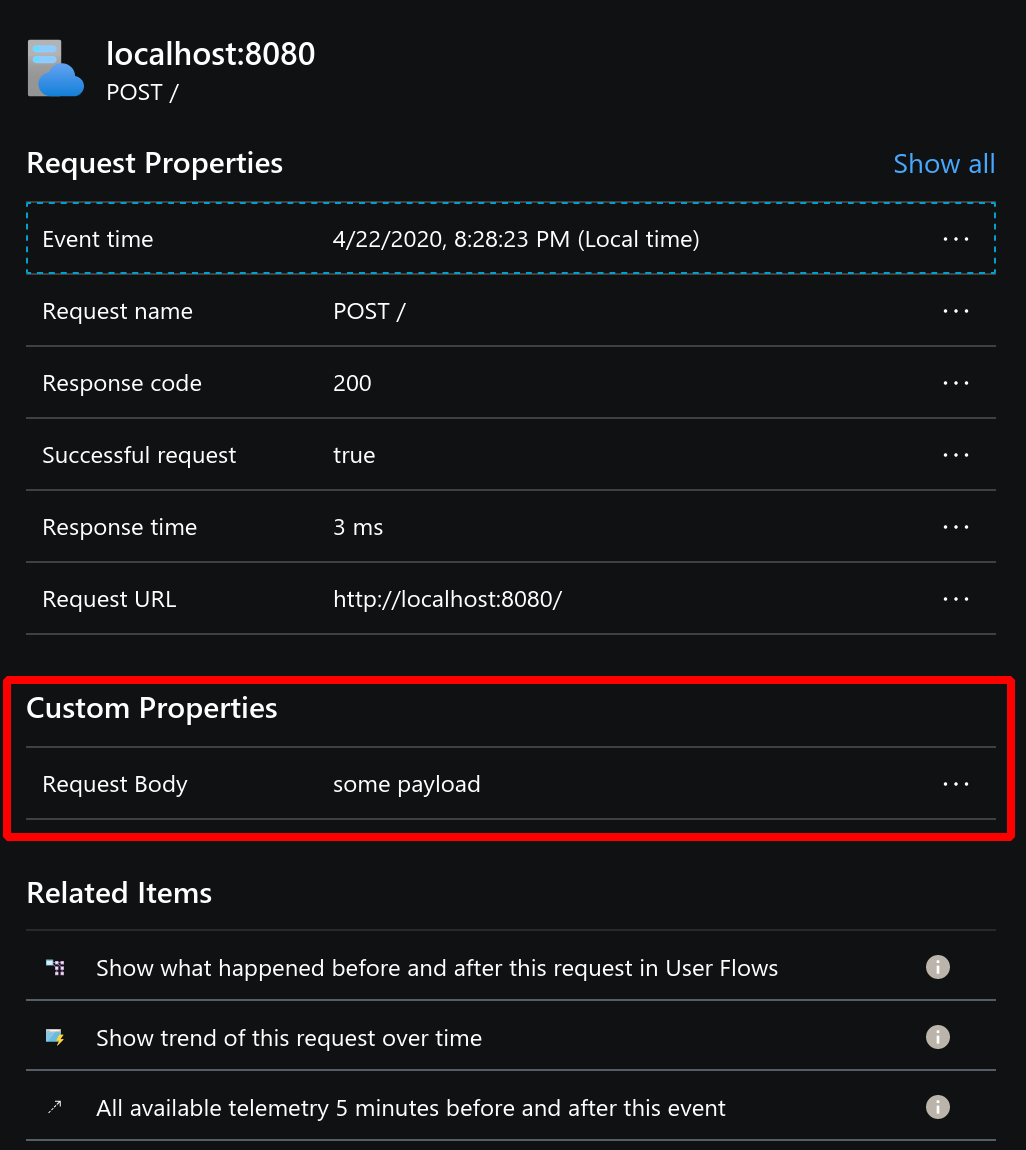 localhost:8080
POST /
Request Properties Show all
Event time 4/22/2020, 8:28:23 PM (Local time) ...
Request name POST / ...
Response code 200 ...
Successful request true ...
Response time 3 ms ...
Request URL http://localhost:8080/ ...
Custom Properties
Request Body some payload ...
Related Items
Show what happened before and after this request in User Flows
Show trend of this request over time
All available telemetry 5 minutes before and after this event